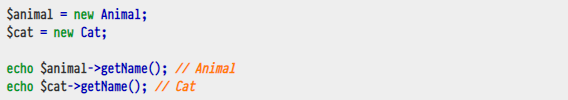 $animal = new Animal;
$cat = new Cat;
echo $animal->getName(); // Animal
echo $cat->getName(); // Cat